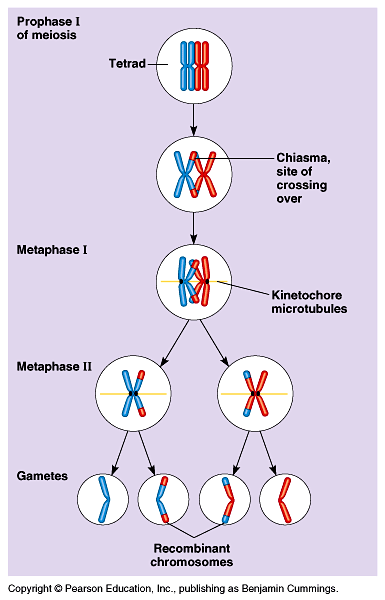 Prophase I
of meiosis
Tetrad
Chiasma,
site of
crossing
over
Metaphase I
Kinetochore
microtubules
Metaphase II
Gametes
Recombinant
chromosomes
Copyright © Pearson Education, Inc., publishing as Benjamin Cummings.